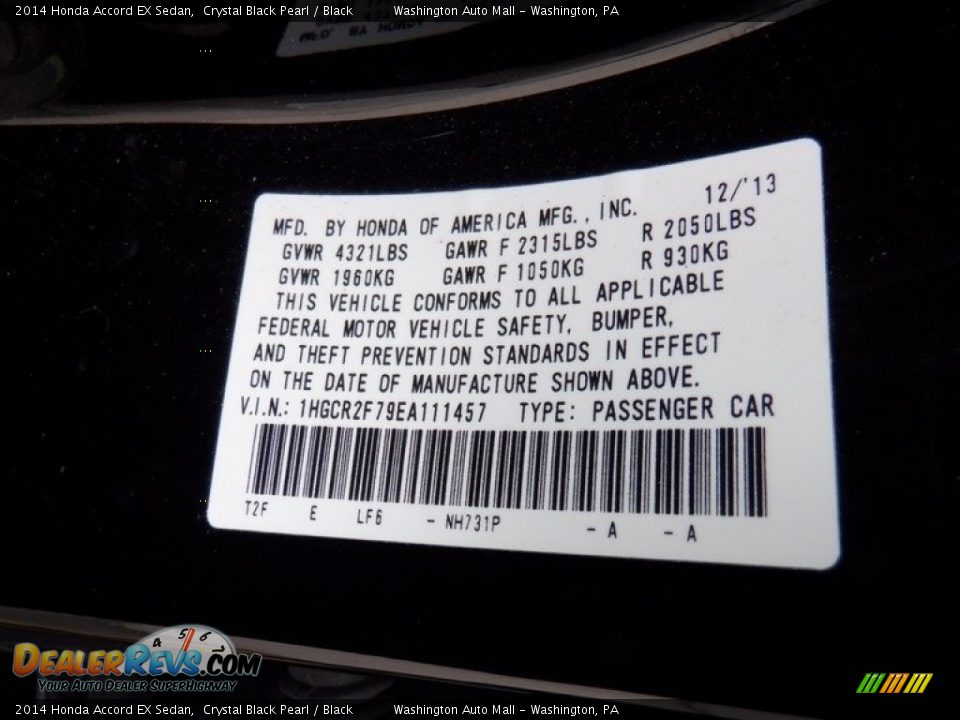 2014 Honda Accord EX Sedan,  Crystal Black Pearl / Black          Washington Auto Mall - Washington, PA
12/'13
MFD. BY HONDA OF AMERICA MFG., INC.
GVWR 4321LBS  GAWR F 2315LBS  R 2050LBS
GVWR 1960KG  GAWR F 1050KG  R 930KG
THIS VEHICLE CONFORMS TO ALL APPLICABLE
FEDERAL MOTOR VEHICLE SAFETY, BUMPER,
AND THEFT PREVENTION STANDARDS IN EFFECT
ON THE DATE OF MANUFACTURE SHOWN ABOVE.
V.I.N.: 1HGCR2F79EA111457  TYPE: PASSENGER CAR
T2F  E  LF6  - NH731P  - A  - A
4 5 6
DEALERREVS.COM
YOUR AUTO DEALER SUPERHIGHWAY
2014 Honda Accord EX Sedan,  Crystal Black Pearl / Black          Washington Auto Mall - Washington, PA